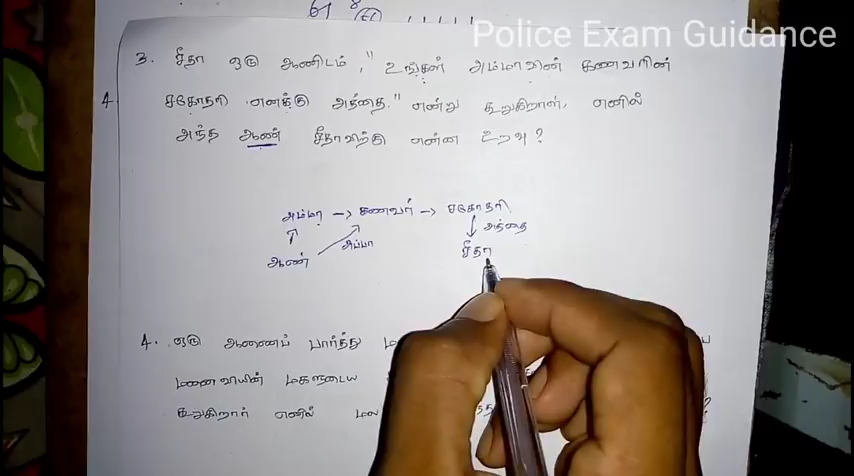 Police Exam Guidance
3. சீதா ஒரு ஆணிடம், "உங்கள் அம்மாவின் கணவரின்
4
சகோதரி எனக்கு அத்தை." என்று கூறுகிறாள். எனில்
அந்த ஆண் சீதாவிற்கு என்ன உறவு?
அம்மா → கணவர் → சகோதரி
அத்தை
அப்பா
ஆண்
சீதா
4. ஒரு ஆணைப் பார்த்து
மனைவியின் மகளுடைய
கூறுகிறார் எனில்